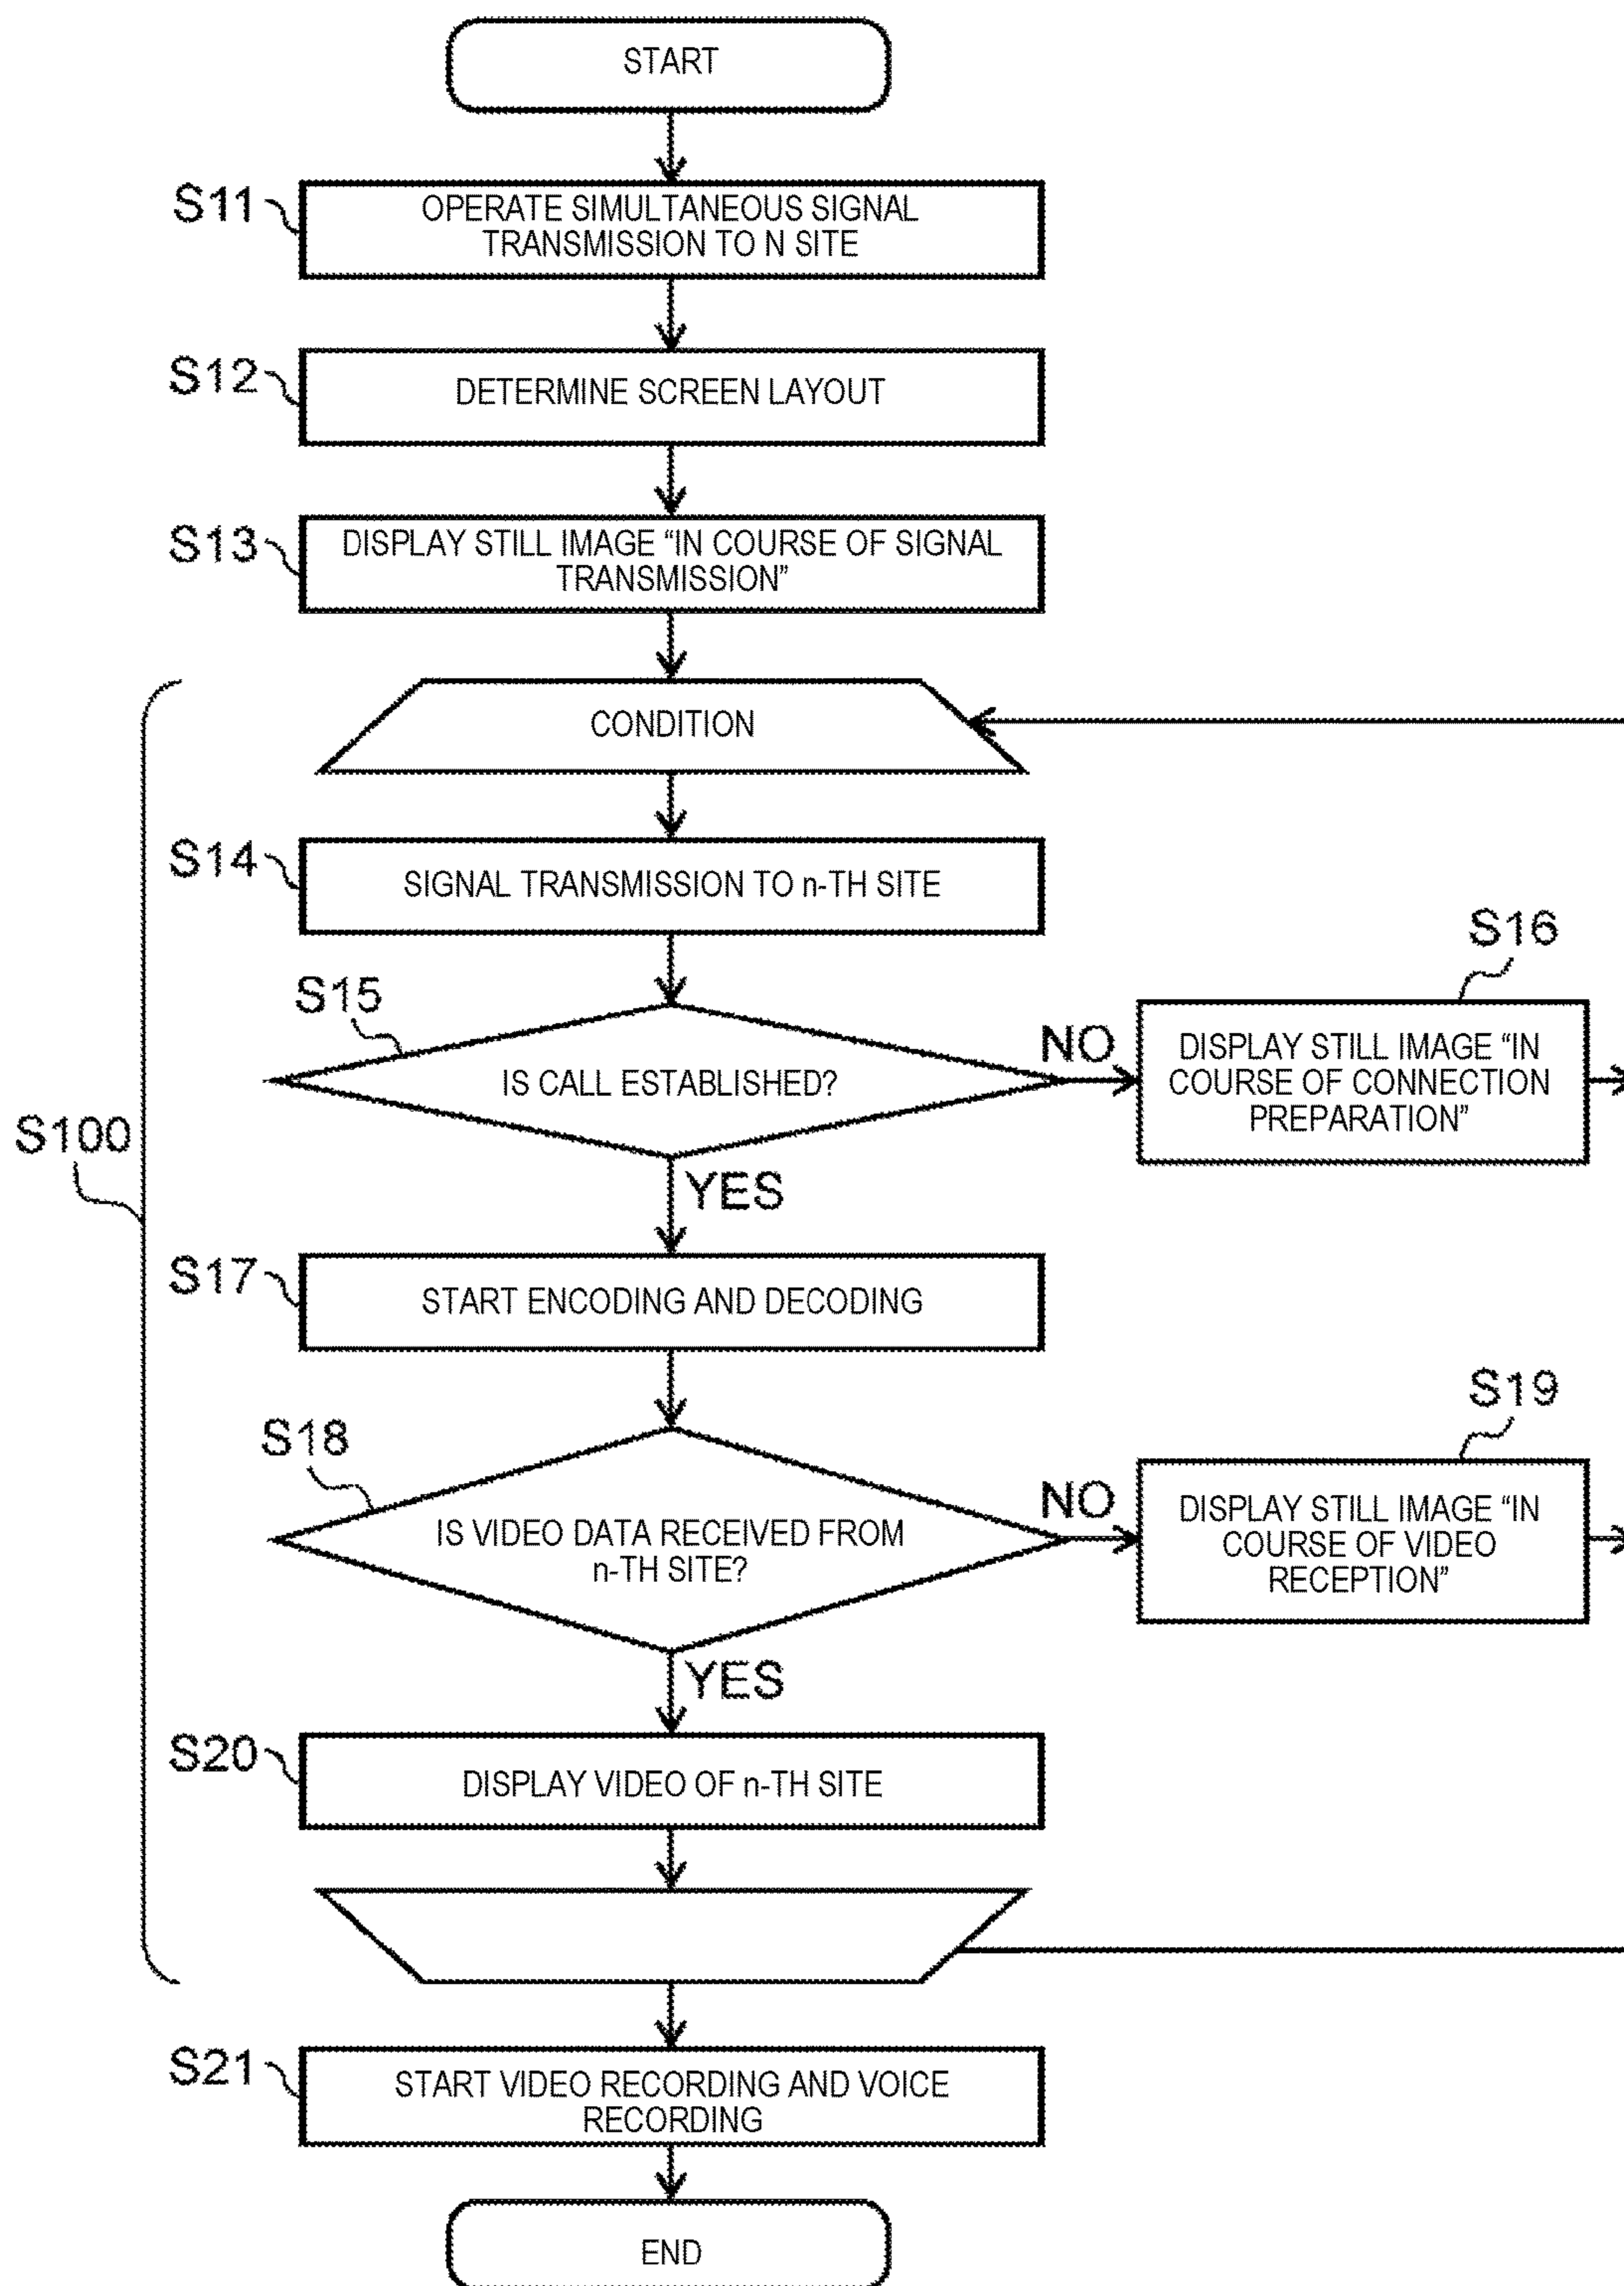 START
S11
OPERATE SIMULTANEOUS SIGNAL
TRANSMISSION TO N SITE
S12
DETERMINE SCREEN LAYOUT
S13
DISPLAY STILL IMAGE “IN COURSE OF SIGNAL
TRANSMISSION”
CONDITION
S14
SIGNAL TRANSMISSION TO n-TH SITE
S15
IS CALL ESTABLISHED?
NO
S16
DISPLAY STILL IMAGE “IN
COURSE OF CONNECTION
PREPARATION”
S100
YES
S17
START ENCODING AND DECODING
S18
IS VIDEO DATA RECEIVED FROM
n-TH SITE?
NO
S19
DISPLAY STILL IMAGE “IN
COURSE OF VIDEO
RECEPTION”
YES
S20
DISPLAY VIDEO OF n-TH SITE
S21
START VIDEO RECORDING AND VOICE
RECORDING
END